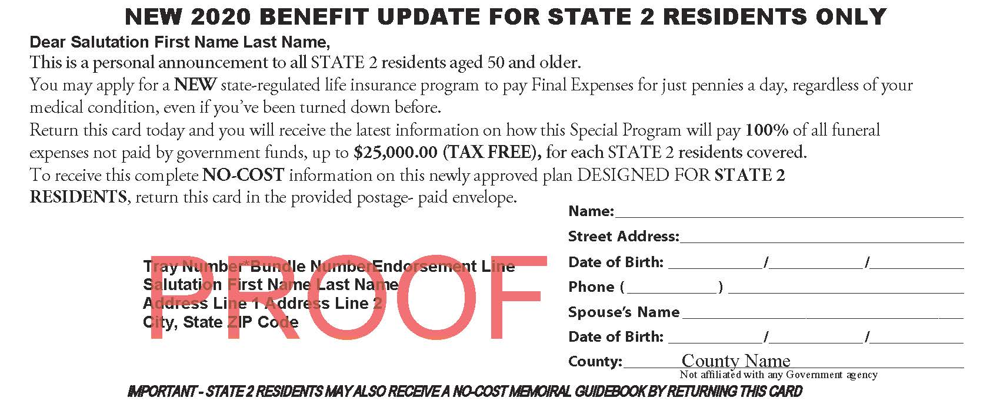 NEW 2020 BENEFIT UPDATE FOR STATE 2 RESIDENTS ONLY
Dear Salutation First Name Last Name,
This is a personal announcement to all STATE 2 residents aged 50 and older.
You may apply for a NEW state-regulated life insurance program to pay Final Expenses for just pennies a day, regardless of your
medical condition, even if you’ve been turned down before.
Return this card today and you will receive the latest information on how this Special Program will pay 100% of all funeral
expenses not paid by government funds, up to $25,000.00 (TAX FREE), for each STATE 2 residents covered.
To receive this complete NO-COST information on this newly approved plan DESIGNED FOR STATE 2
RESIDENTS, return this card in the provided postage- paid envelope.
Tray Number*Bundle NumberEndorsement Line
Salutation First Name Last Name
Address Line 1 Address Line 2
City, State ZIP Code
PROOF
Name:
Street Address:
Date of Birth: / /
Phone ( )
Spouse’s Name
Date of Birth: / /
County: County Name
Not affiliated with any Government agency
IMPORTANT - STATE 2 RESIDENTS MAY ALSO RECEIVE A NO-COST MEMOIRAL GUIDEBOOK BY RETURNING THIS CARD